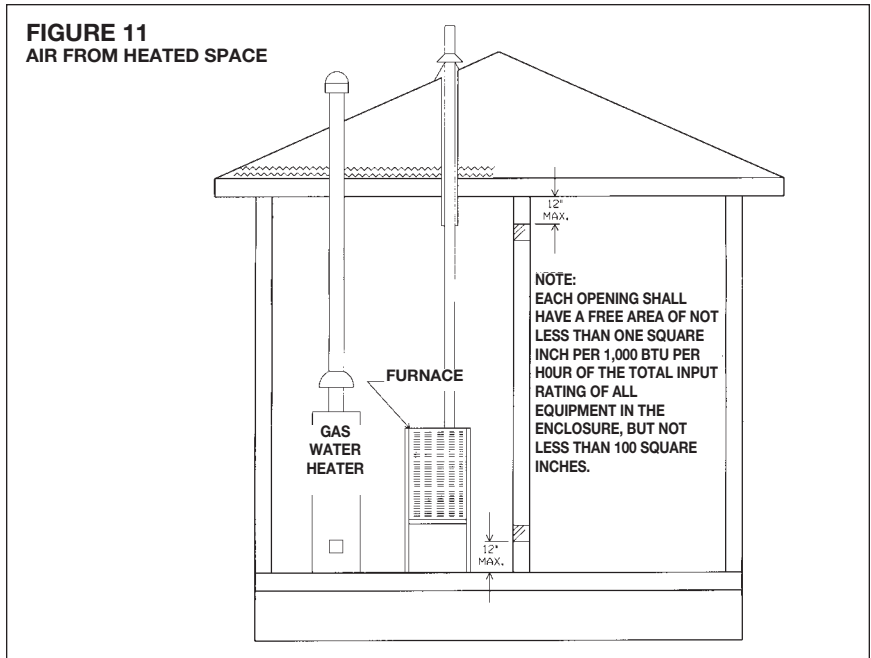 FIGURE 11
AIR FROM HEATED SPACE
12"
MAX.
NOTE:
EACH OPENING SHALL
HAVE A FREE AREA OF NOT
LESS THAN ONE SQUARE
INCH PER 1,000 BTU PER
H0UR OF THE TOTAL INPUT
RATING OF ALL
EQUIPMENT IN THE
ENCLOSURE, BUT NOT
LESS THAN 100 SQUARE
INCHES.
FURNACE
GAS
WATER
HEATER
12"
MAX.